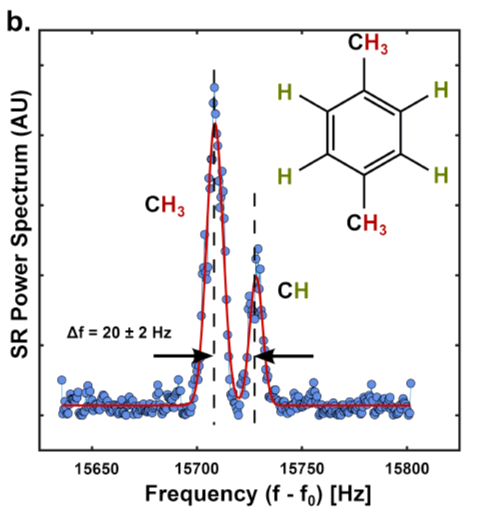 b.
CH3
H H
H H
CH3
CH3
CH
Δf = 20 ± 2 Hz
SR Power Spectrum (AU)
15650 15700 15750 15800
Frequency (f - f0) [Hz]